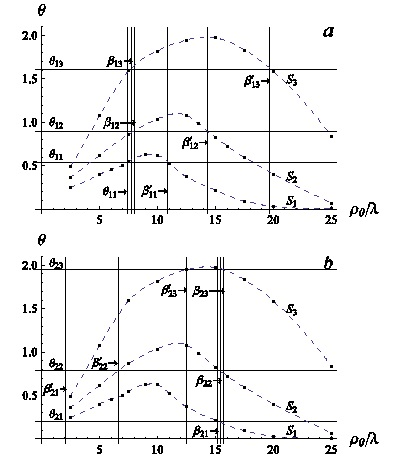 θ
a
2.0
θ₁₃
β₁₃
1.5
β′₁₃
S₃
θ₁₂
β₁₂
1.0
β′₁₂
θ₁₁
0.5
S₂
θ₁₁
β′₁₁
S₁
5 10 15 20 25 ρ₀/λ
θ
b
θ₂₃
2.0
β′₂₃ β₂₃
1.5
S₃
1.0
θ₂₂
β′₂₂
β₂₂
β′₂₁
0.5
S₂
θ₂₁
β₂₁
S₁
5 10 15 20 25 ρ₀/λ